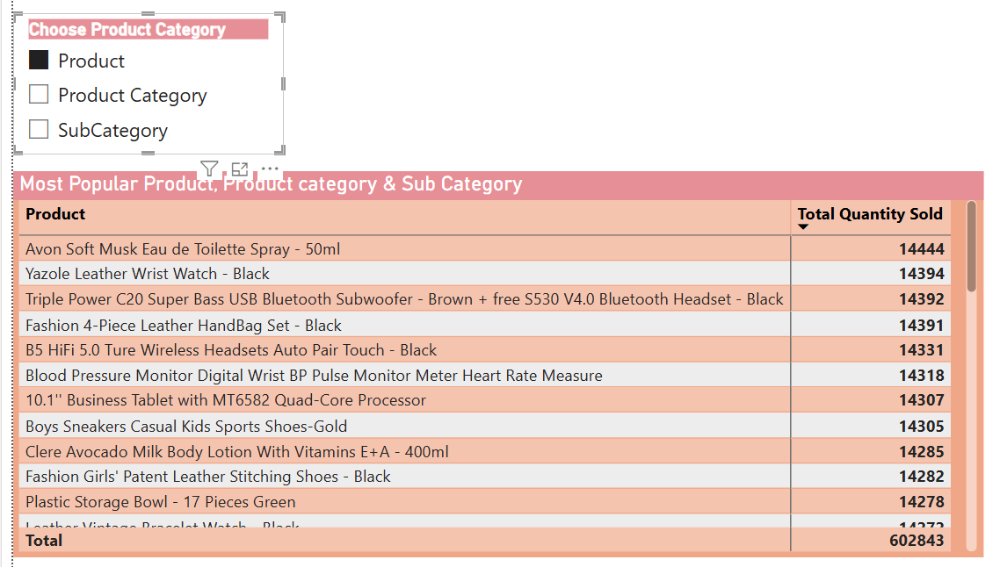 Choose Product Category
Product
Product Category
SubCategory
Most Popular Product, Product category & Sub Category
Product Total Quantity Sold
Avon Soft Musk Eau de Toilette Spray - 50ml 14444
Yazole Leather Wrist Watch - Black 14394
Triple Power C20 Super Bass USB Bluetooth Subwoofer - Brown + free S530 V4.0 Bluetooth Headset - Black 14392
Fashion 4-Piece Leather HandBag Set - Black 14391
B5 HiFi 5.0 Ture Wireless Headsets Auto Pair Touch - Black 14331
Blood Pressure Monitor Digital Wrist BP Pulse Monitor Meter Heart Rate Measure 14318
10.1'' Business Tablet with MT6582 Quad-Core Processor 14307
Boys Sneakers Casual Kids Sports Shoes-Gold 14305
Clere Avocado Milk Body Lotion With Vitamins E+A - 400ml 14285
Fashion Girls' Patent Leather Stitching Shoes - Black 14282
Plastic Storage Bowl - 17 Pieces Green 14278
Leather Vintage Bracelet Watch - Black
Total 602843